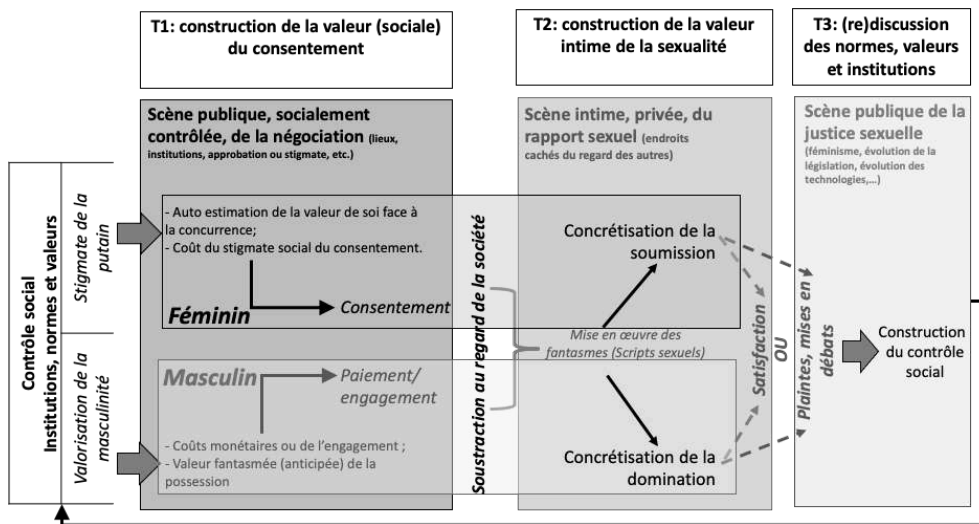 T1: construction de la valeur (sociale)
du consentement
T2: construction de la valeur
intime de la sexualité
T3: (re)discussion
des normes, valeurs
et institutions
Contrôle social
Institutions, normes et valeurs
Stigmate de la
putain
Valorisation de la
masculinité
Scène publique, socialement
contrôlée, de la négociation (lieux,
institutions, approbation ou stigmate, etc.)
- Auto estimation de la valeur de soi face à
la concurrence;
- Coût du stigmate social du consentement.
Féminin
Consentement
Masculin
Paiement/
engagement
- Coûts monétaires ou de l'engagement ;
- Valeur fantasmée (anticipée) de la
possession
Soustraction au regard de la société
Scène intime, privée, du
rapport sexuel (endroits
cachés du regard des autres)
Concrétisation de la
soumission
Mise en œuvre des
fantasmes (Scripts sexuels)
Concrétisation de la
domination
Satisfaction
OU
Plaintes, mises en
débats
Scène publique de la
justice sexuelle
(féminisme, évolution de la
législation, évolution des
technologies,...)
Construction
du contrôle
social